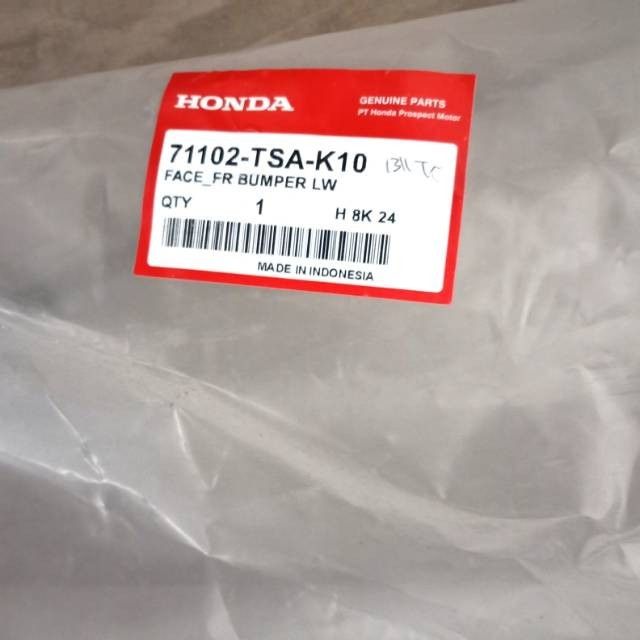 HONDA
GENUINE PARTS
PT Honda Prospect Motor
71102-TSA-K10
FACE_FR BUMPER LW
QTY 1 H 8K 24
MADE IN INDONESIA